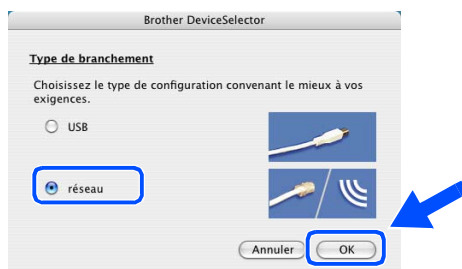 Brother DeviceSelector
Type de branchement
Choisissez le type de configuration convenant le mieux à vos
exigences.
USB
réseau
Annuler
OK